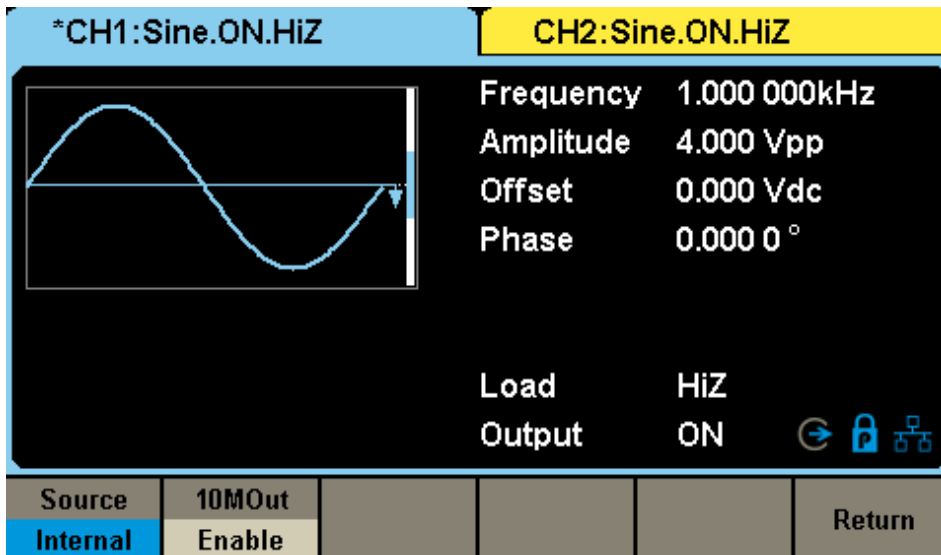 *CH1:Sine.ON.HiZ CH2:Sine.ON.HiZ
Frequency 1.000 000kHz
Amplitude 4.000 Vpp
Offset 0.000 Vdc
Phase 0.000 0 °
Load HiZ
Output ON
P
Source 10MOut
Internal Enable
Return